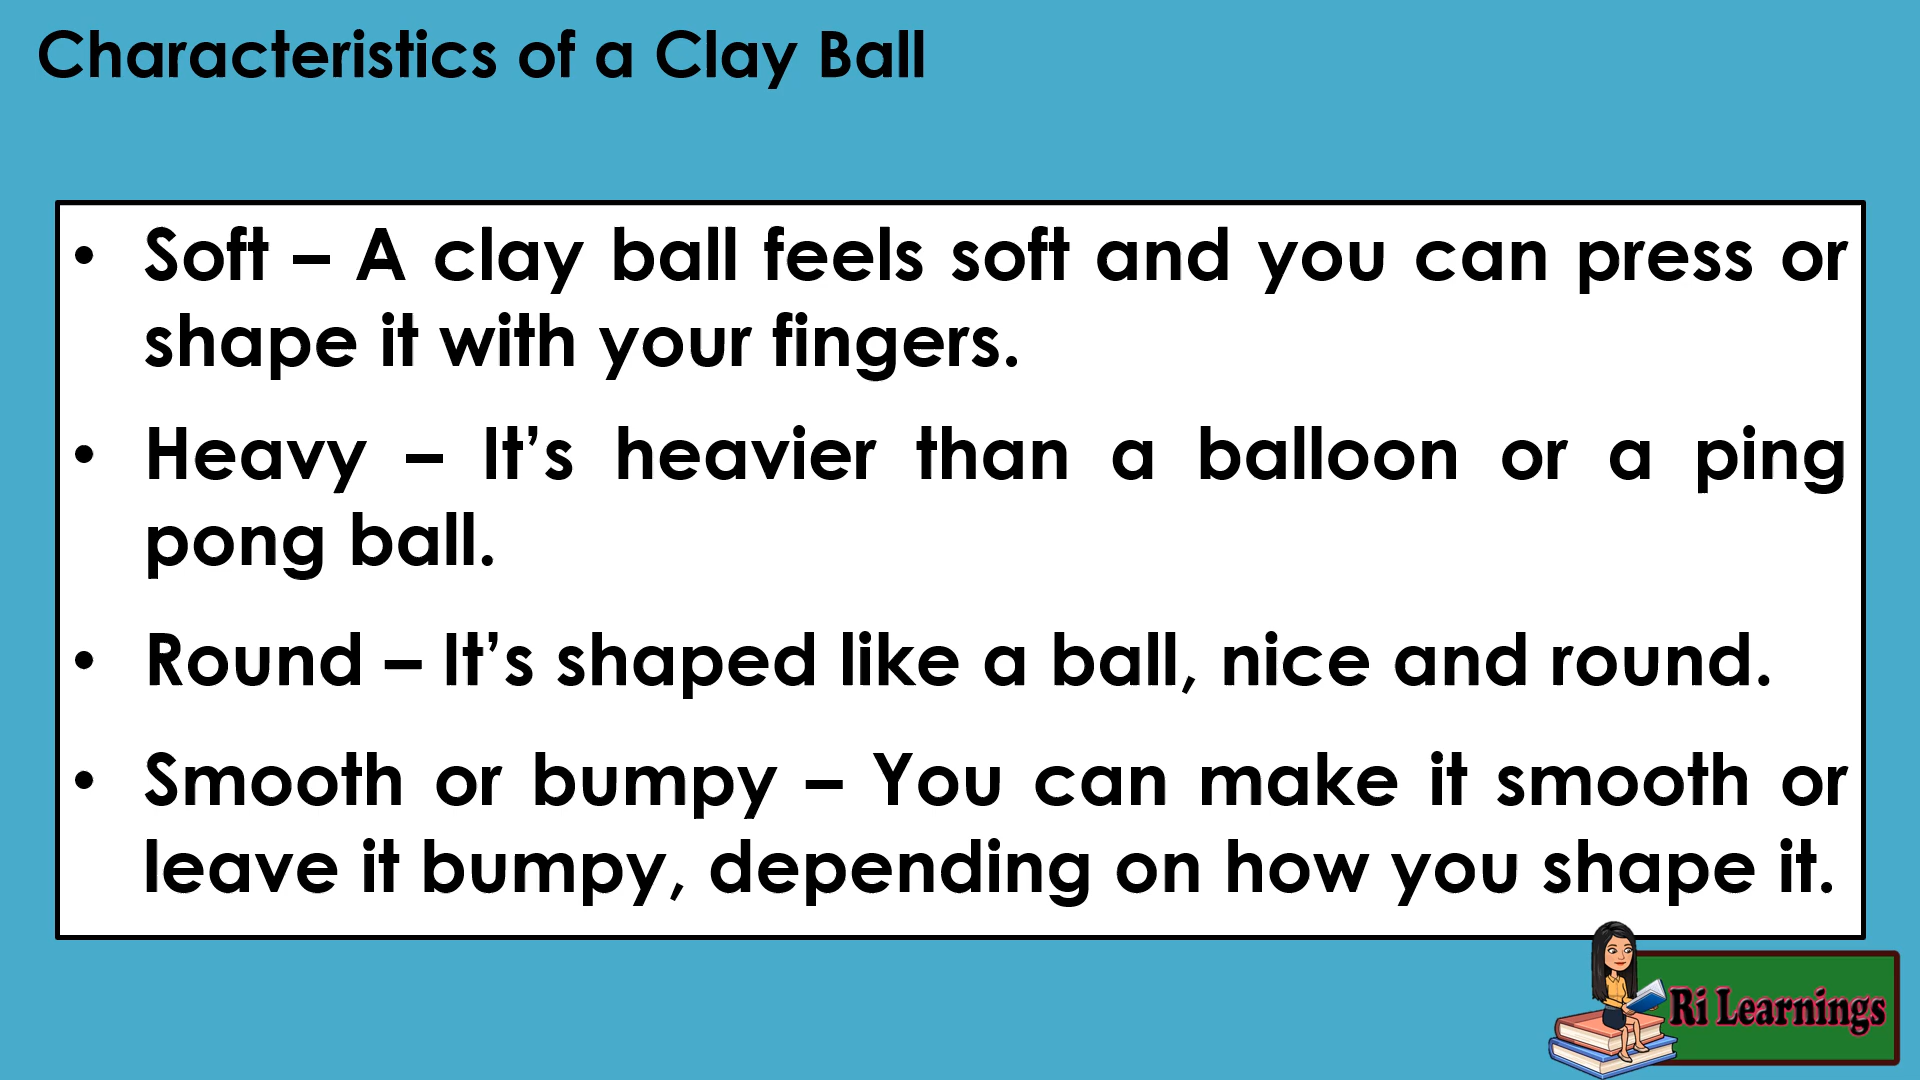 Characteristics of a Clay Ball
• Soft – A clay ball feels soft and you can press or
shape it with your fingers.
• Heavy – It’s heavier than a balloon or a ping
pong ball.
• Round – It’s shaped like a ball, nice and round.
• Smooth or bumpy – You can make it smooth or
leave it bumpy, depending on how you shape it.
Ri Learnings